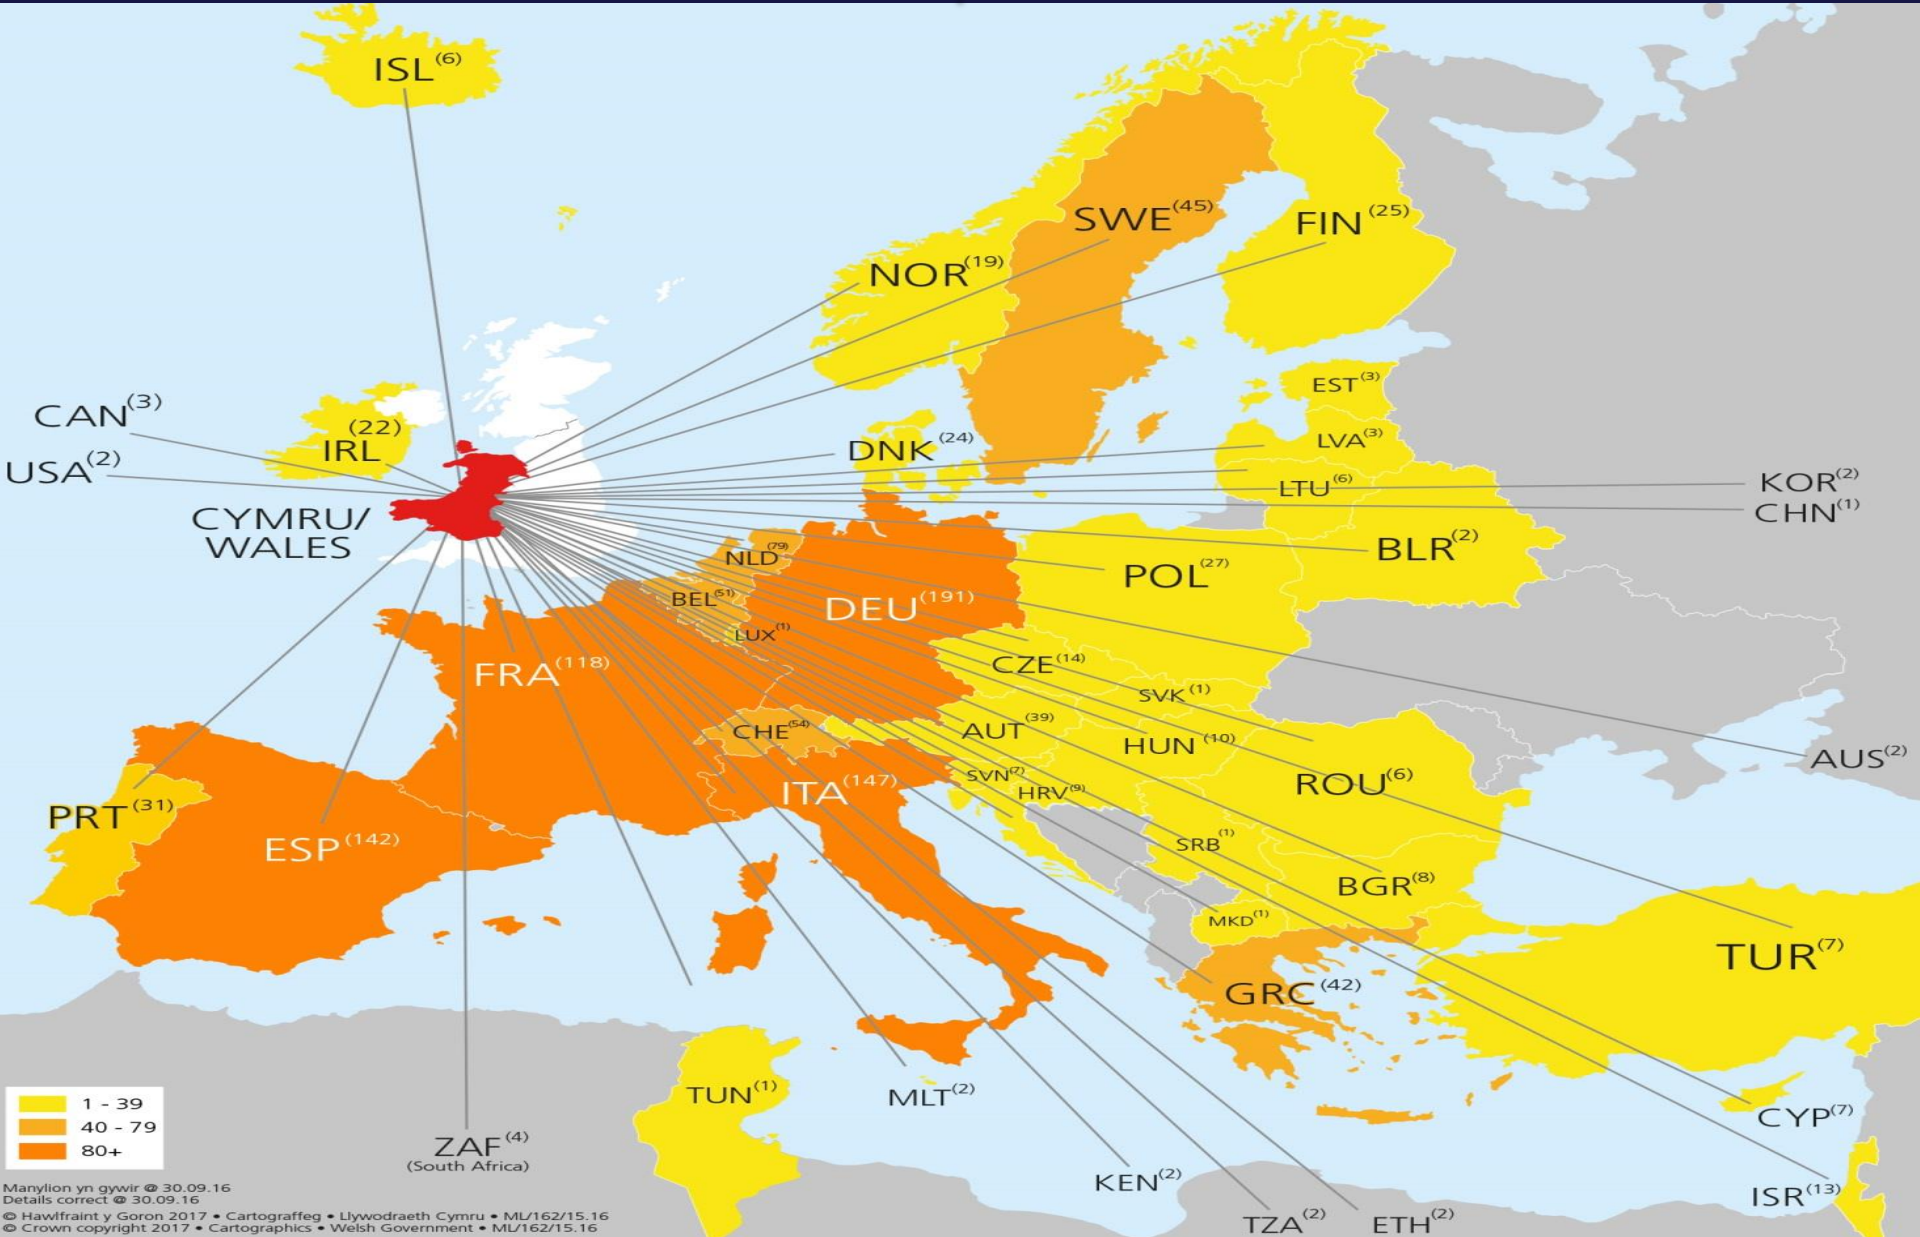 ISL(6)
SWE(45)
FIN(25)
NOR(19)
EST(3)
CAN(3)
(22)
IRL
DNK(24)
LVA(3)
USA(2)
LTU(6)
KOR(2)
CHN(1)
CYMRU/
WALES
BLR(2)
NLD(79)
POL(27)
BEL(51)
DEU(191)
LUX(1)
FRA(118)
CZE(14)
SVK(1)
CHE(54)
AUT(39)
HUN(10)
AUS(2)
SVN(7)
ITA(147)
HRV(9)
ROU(6)
PRT(31)
ESP(142)
SRB(1)
BGR(8)
MKD(1)
TUR(7)
GRC(42)
TUN(1)
MLT(2)
CYP(7)
1 - 39
40 - 79
80+
ZAF(4)
(South Africa)
KEN(2)
ISR(13)
TZA(2)
ETH(2)
Manylion yn gywir @ 30.09.16
Details correct @ 30.09.16
© Hawlfraint y Goron 2017 • Cartograffeg • Llywodraeth Cymru • ML/162/15.16
© Crown copyright 2017 • Cartographics • Welsh Government • ML/162/15.16